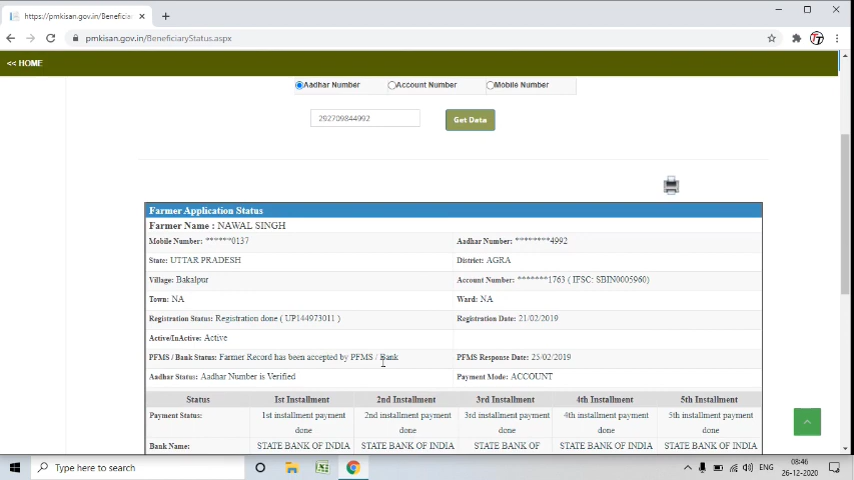 https://pmkisan.gov.in/Beneficiar
pmkisan.gov.in/BeneficiaryStatus.aspx
<< HOME
Aadhar Number Account Number Mobile Number
292709844992 Get Data
Farmer Application Status
Farmer Name : NAWAL SINGH
Mobile Number: ******0137 Aadhar Number: ********4992
State: UTTAR PRADESH District: AGRA
Village: Bakalpur Account Number: *******1763 ( IFSC: SBIN0005960)
Town: NA Ward: NA
Registration Status: Registration done ( UP144973011 ) Registration Date: 21/02/2019
Active/InActive: Active
PFMS / Bank Status: Farmer Record has been accepted by PFMS / Bank PFMS Response Date: 25/02/2019
Aadhar Status: Aadhar Number is Verified Payment Mode: ACCOUNT
Status 1st Installment 2nd Installment 3rd Installment 4th Installment 5th Installment
Payment Status: 1st installment payment 2nd installment payment 3rd installment payment 4th installment payment 5th installment payment
done done done done done
Bank Name: STATE BANK OF INDIA STATE BANK OF INDIA STATE BANK OF STATE BANK OF INDIA STATE BANK OF INDIA
Type here to search
ENG
08:46
26-12-2020